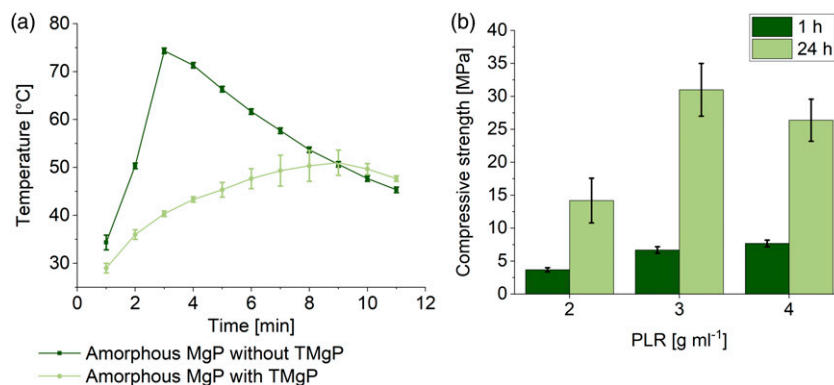 (a)
80
70
60
50
40
30
Temperature [°C]
0 2 4 6 8 10 12
Time [min]
Amorphous MgP without TMgP
Amorphous MgP with TMgP
(b)
1 h
24 h
40
35
30
25
20
15
10
5
0
Compressive strength [MPa]
2 3 4
PLR [g ml⁻¹]